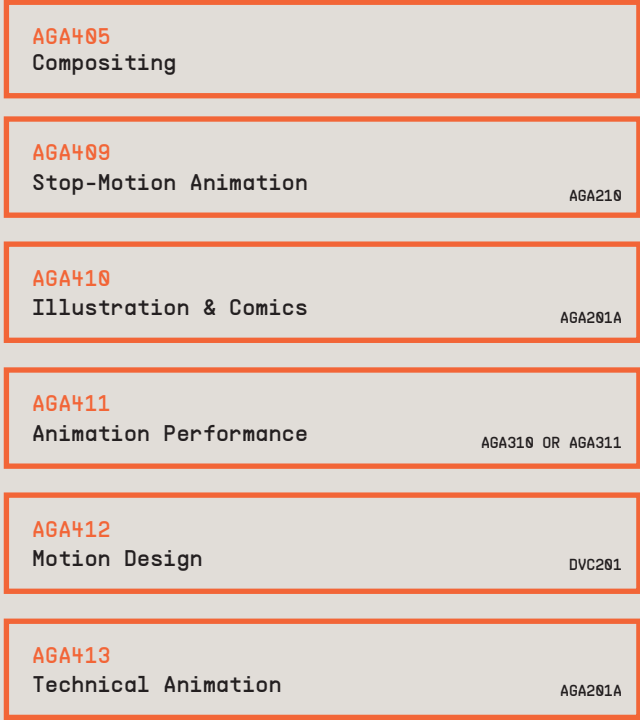 AGA405
Compositing
AGA409
Stop-Motion Animation
AGA210
AGA410
Illustration & Comics
AGA201A
AGA411
Animation Performance
AGA310 OR AGA311
AGA412
Motion Design
DVC201
AGA413
Technical Animation
AGA201A